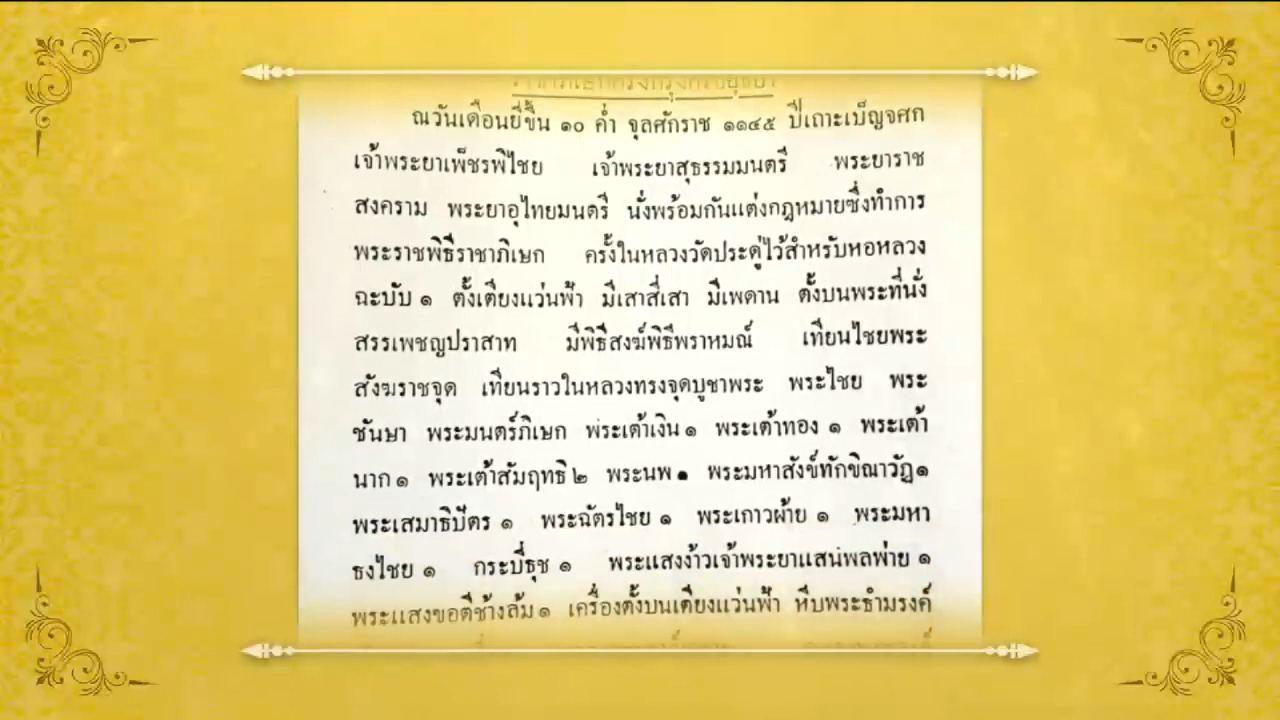 ณวันเดือนยี่ขึ้น ๑๐ ค่ำ จุลศักราช ๑๑๔๕ ปีเถาะเบ็ญจศก
เจ้าพระยาเพ็ชรพิไชย เจ้าพระยาสุธรรมมนตรี พระยาราช
สงคราม พระยาอุไทยมนตรี นั่งพร้อมกันแต่งกฎหมายซึ่งทำการ
พระราชพิธีราชาภิเษก ครั้งในหลวงวัดประดู่ไว้สำหรับหอหลวง
ฉะบับ ๑ ตั้งเตียงแว่นฟ้า มีเสาสี่เสา มีเพดาน ตั้งบนพระที่นั่ง
สรรเพชญปราสาท มีพิธีสงฆ์พิธีพราหมณ์ เทียนไชยพระ
สังฆราชจุด เทียนราวในหลวงทรงจุดบูชาพระ พระไชย พระ
ชันษา พระมนตร์ภิเษก พระเต้าเงิน ๑ พระเต้าทอง ๑ พระเต้า
นาก ๑ พระเต้าสัมฤทธิ ๒ พระนพ ๑ พระมหาสังข์ทักขิณาวัฏ ๑
พระเสมาธิปัตร ๑ พระฉัตรไชย ๑ พระเกาวผ้าย ๑ พระมหา
ธงไชย ๑ กระบี่ธุช ๑ พระแสงง้าวเจ้าพระยาแสนพลพ่าย ๑
พระแสงขอตีช้างล้ม ๑ เครื่องตั้งบนเตียงแว่นฟ้า หีบพระธำมรงค์